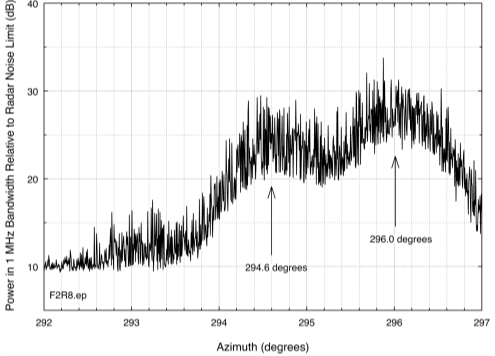 Power in 1 MHz Bandwidth Relative to Radar Noise Limit (dB)
40
30
20
10
296.0 degrees
294.6 degrees
F2R8.ep
292 293 294 295 296 297
Azimuth (degrees)